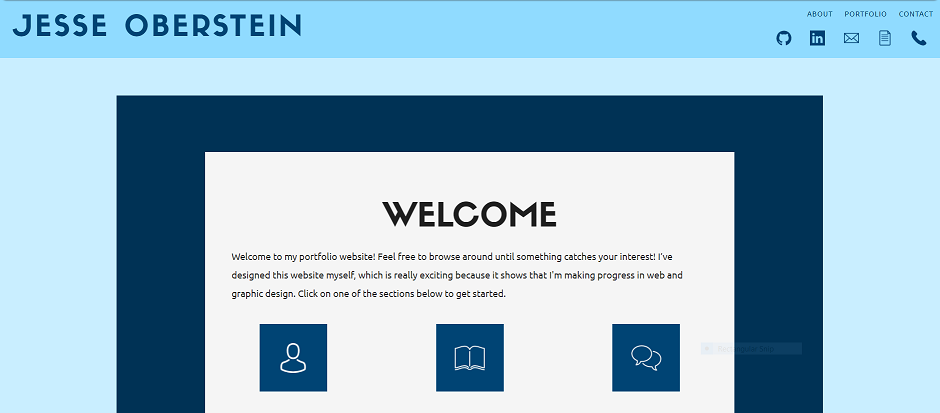 JESSE OBERSTEIN
ABOUT PORTFOLIO CONTACT
in
WELCOME
Welcome to my portfolio website! Feel free to browse around until something catches your interest! I've
designed this website myself, which is really exciting because it shows that I'm making progress in web and
graphic design. Click on one of the sections below to get started.